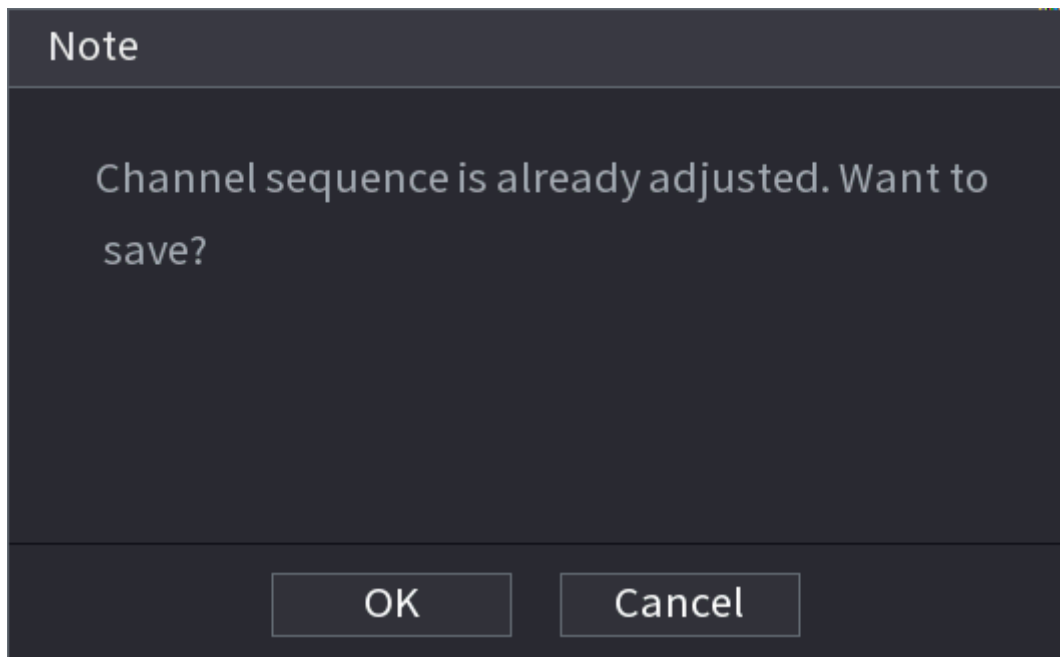 Note
Channel sequence is already adjusted. Want to
save?
OK
Cancel